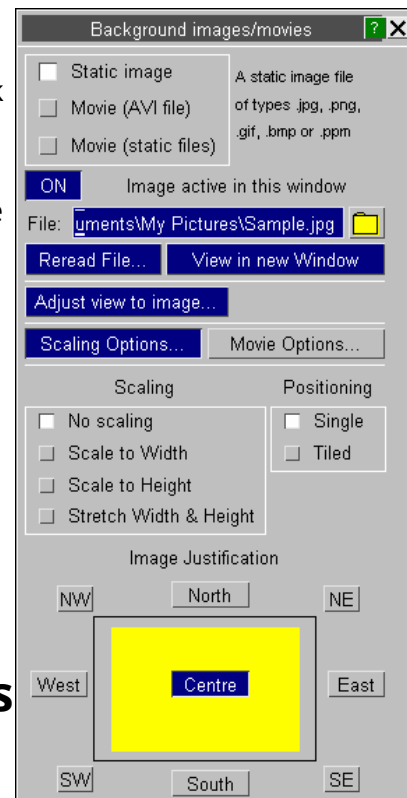 Background images/movies ? X
Static image
Movie (AVI file)
Movie (static files)
A static image file
of types .jpg, .png,
.gif, .bmp or .ppm
ON Image active in this window
File: uments\My Pictures\Sample.jpg
Reread File... View in new Window
Adjust view to image...
Scaling Options... Movie Options...
Scaling Positioning
No scaling Single
Scale to Width Tiled
Scale to Height
Stretch Width & Height
Image Justification
NW North NE
West Centre East
s
SW South SE